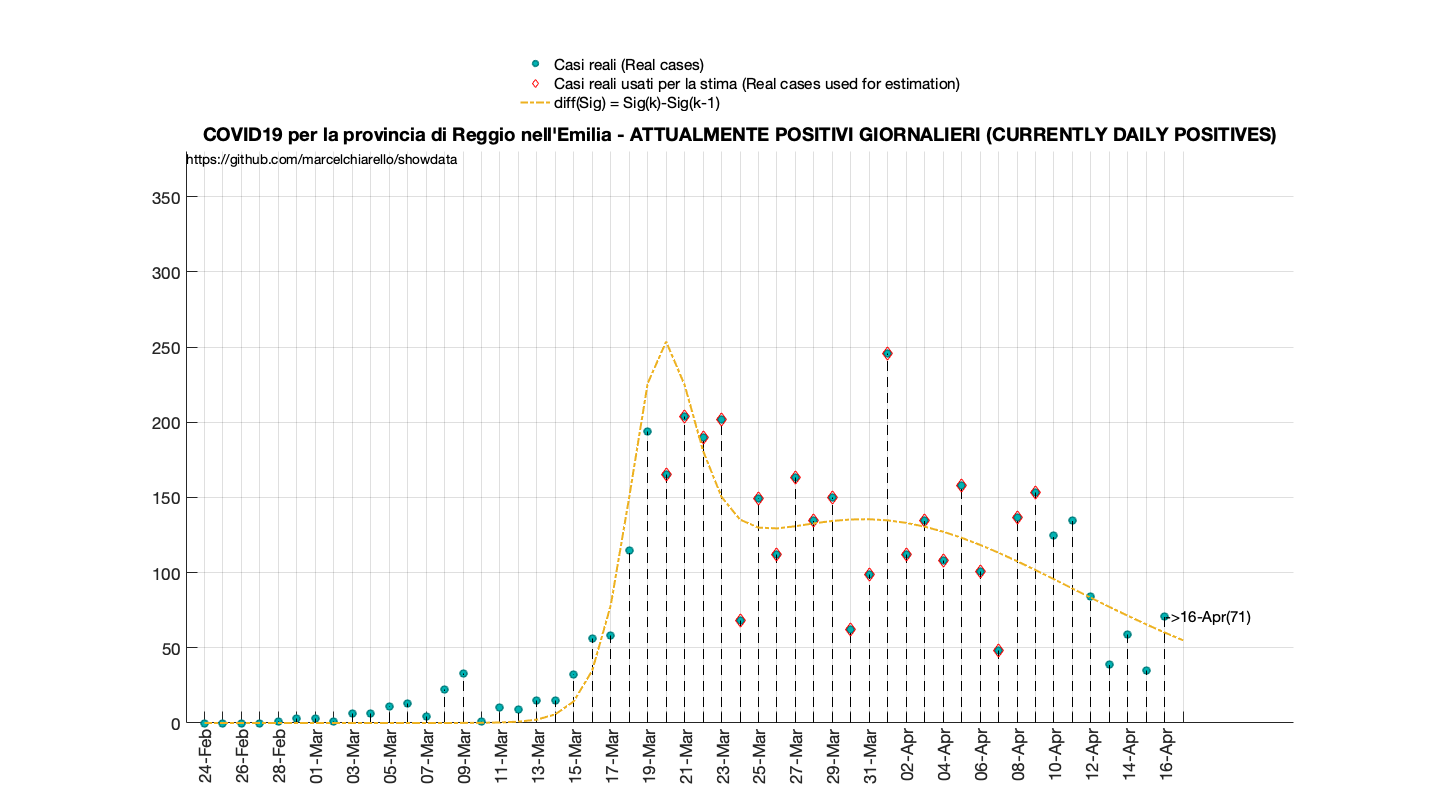 Casi reali (Real cases)
Casi reali usati per la stima (Real cases used for estimation)
diff(Sig) = Sig(k)-Sig(k-1)
COVID19 per la provincia di Reggio nell'Emilia - ATTUALMENTE POSITIVI GIORNALIERI (CURRENTLY DAILY POSITIVES)
https://github.com/marcelchiarello/showdata
350
300
250
200
150
100
50
0
->16-Apr(71)
24-Feb
26-Feb
28-Feb
01-Mar
03-Mar
05-Mar
07-Mar
09-Mar
11-Mar
13-Mar
15-Mar
17-Mar
19-Mar
21-Mar
23-Mar
25-Mar
27-Mar
29-Mar
31-Mar
02-Apr
04-Apr
06-Apr
08-Apr
10-Apr
12-Apr
14-Apr
16-Apr